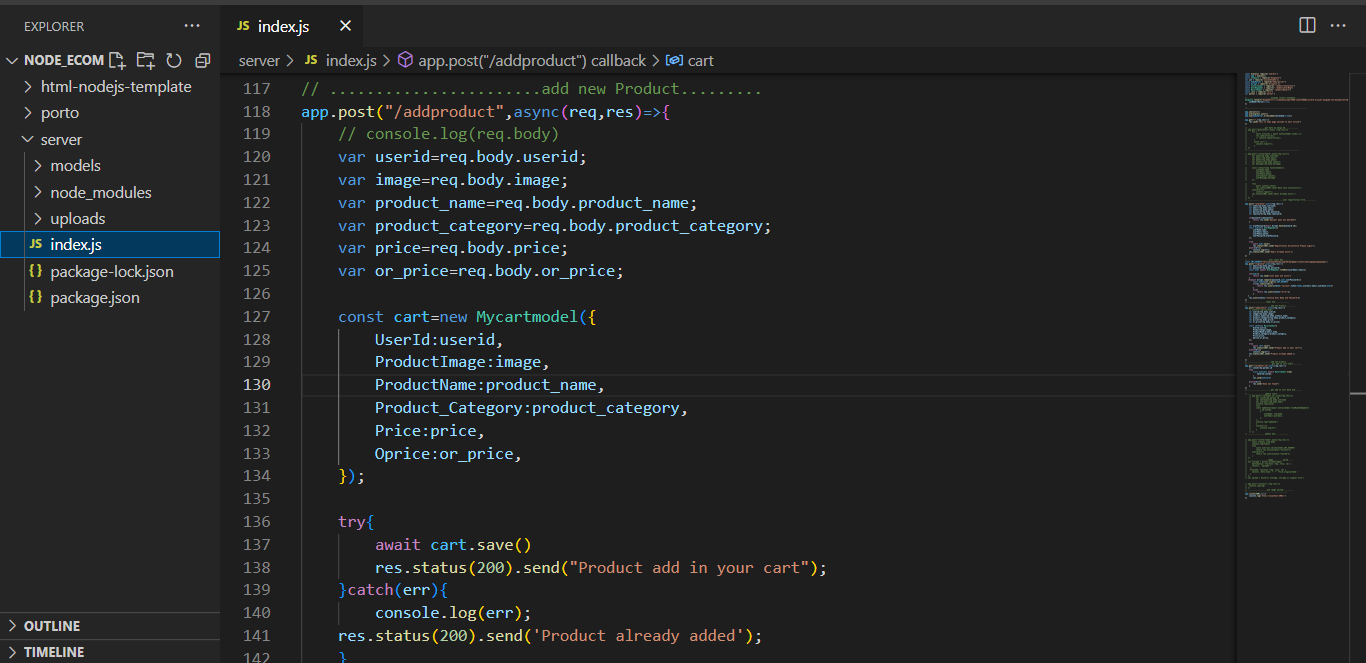 EXPLORER
NODE_ECOM
html-nodejs-template
porto
server
models
node_modules
uploads
JS index.js
{} package-lock.json
{} package.json
OUTLINE
TIMELINE
JS index.js
server > JS index.js > app.post("/addproduct") callback > cart
117 // .......................add new Product.........
118 app.post("/addproduct",async(req,res)=>{
119 // console.log(req.body)
120 var userid=req.body.userid;
121 var image=req.body.image;
122 var product_name=req.body.product_name;
123 var product_category=req.body.product_category;
124 var price=req.body.price;
125 var or_price=req.body.or_price;
126
127 const cart=new Mycartmodel({
128 UserId:userid,
129 ProductImage:image,
130 ProductName:product_name,
131 Product_Category:product_category,
132 Price:price,
133 Oprice:or_price,
134 });
135
136 try{
137 await cart.save()
138 res.status(200).send("Product add in your cart");
139 }catch(err){
140 console.log(err);
141 res.status(200).send('Product already added');
142 }